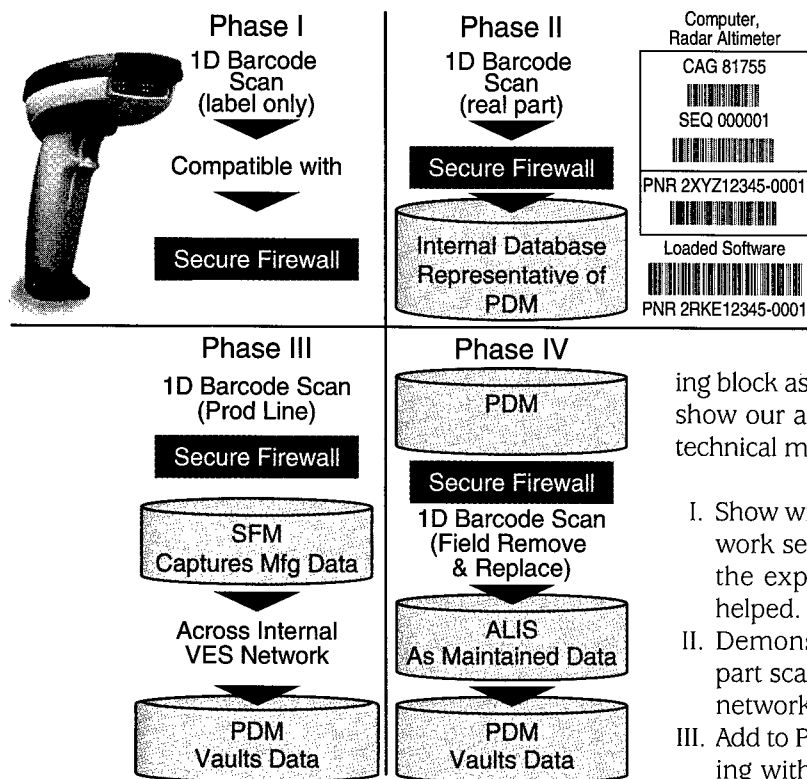 Phase I
1D Barcode
Scan
(label only)
Compatible with
Secure Firewall
Phase II
1D Barcode
Scan
(real part)
Secure Firewall
Internal Database
Representative of
PDM
Computer,
Radar Altimeter
CAG 81755
SEQ 000001
PNR 2XYZ12345-0001
Loaded Software
PNR 2RKE12345-0001
Phase III
1D Barcode Scan
(Prod Line)
Secure Firewall
SFM
Captures Mfg Data
Across Internal
VES Network
PDM
Vaults Data
Phase IV
PDM
Secure Firewall
1D Barcode Scan
(Field Remove
& Replace)
ALIS
As Maintained Data
PDM
Vaults Data
ing block as
show our a
technical m
I. Show w
work se
the exp
helped.
II. Demons
part sca
network
III. Add to P
ing with